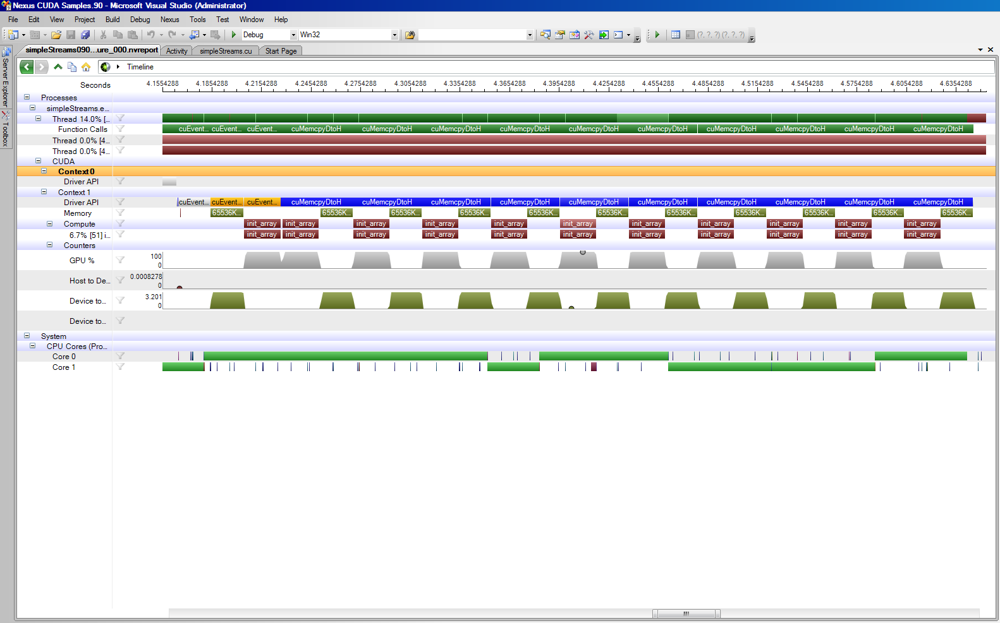 Nexus CUDA Samples.90 - Microsoft Visual Studio (Administrator)
File Edit View Project Build Debug Nexus Tools Test Window Help
Debug Win32 (?, ?, ?) (?, ?, ?)
simpleStreams090...ure_000.nvreport Activity simpleStreams.cu Start Page
Server Explorer
Toolbox
Timeline
Seconds 4.1554288 4.1854288 4.2154288 4.2454288 4.2754288 4.3054288 4.3354288 4.3654288 4.3954288 4.4254288 4.4554288 4.4854288 4.5154288 4.5454288 4.5754288 4.6054288 4.6354288
Processes
simpleStreams.e...
Thread 14.0% [...
Function Calls cuEvent... cuEvent... cuEvent... cuMemcpyDtoH cuMemcpyDtoH cuMemcpyDtoH cuMemcpyDtoH cuMemcpyDtoH cuMemcpyDtoH cuMemcpyDtoH cuMemcpyDtoH cuMemcpyDtoH cuMemcpyDtoH
Thread 0.0% [4...
Thread 0.0% [4...
CUDA
Context 0
Driver API
Context 1
Driver API cuEvent... cuEvent... cuEvent... cuMemcpyDtoH cuMemcpyDtoH cuMemcpyDtoH cuMemcpyDtoH cuMemcpyDtoH cuMemcpyDtoH cuMemcpyDtoH cuMemcpyDtoH cuMemcpyDtoH cuMemcpyDtoH
Memory 65536K... 65536K... 65536K... 65536K... 65536K... 65536K... 65536K... 65536K... 65536K... 65536K... 65536K...
Compute init_array init_array init_array init_array init_array init_array init_array init_array init_array init_array init_array
6.7% [51] i... init_array init_array init_array init_array init_array init_array init_array init_array init_array init_array init_array
Counters
GPU % 100
0
Host to De... 0.0008278
0
Device to... 3.201
0
Device to...
System
CPU Cores (Pro...
Core 0
Core 1